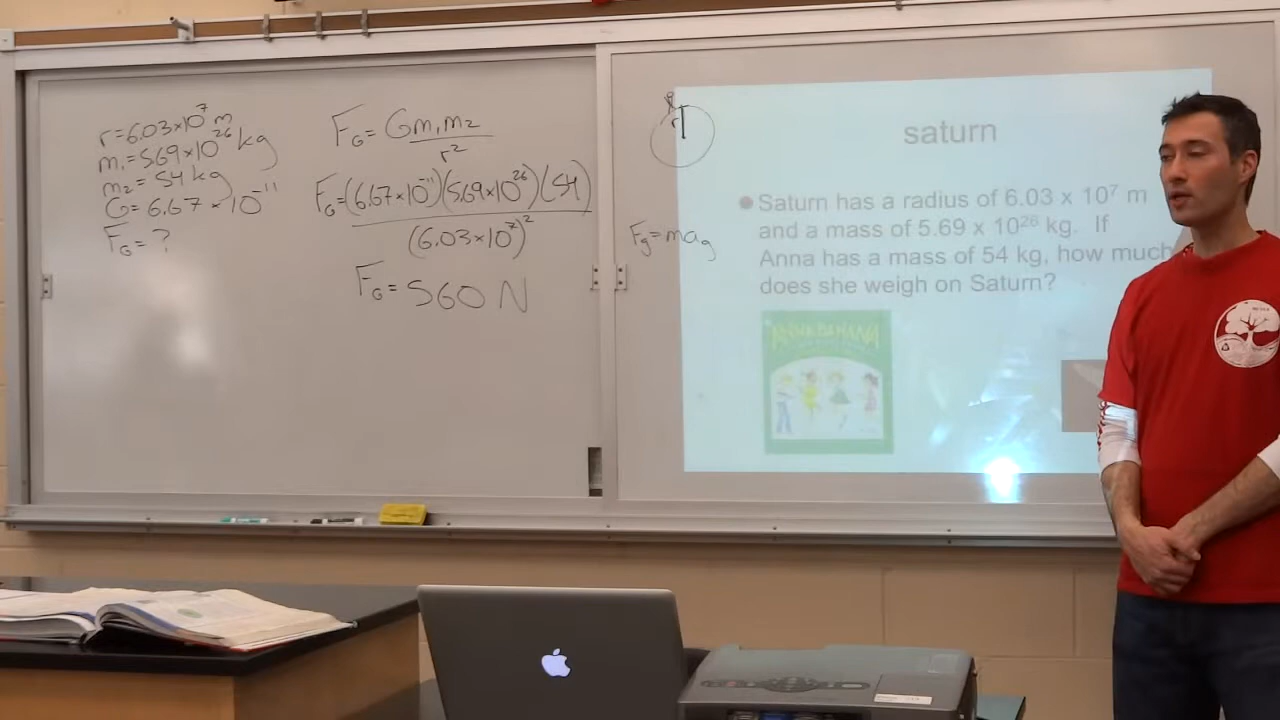 r=6.03×10⁷ m
m₁=5.69×10²⁶ kg
m₂=54 kg
G=6.67×10⁻¹¹
F_G=?
F_G=Gm₁m₂
r²
F_G=(6.67×10⁻¹¹)(5.69×10²⁶)(54)
(6.03×10⁷)²
F_G=560 N
r
F_g=ma_g
saturn
Saturn has a radius of 6.03 x 10⁷ m
and a mass of 5.69 x 10²⁶ kg. If
Anna has a mass of 54 kg, how much
does she weigh on Saturn?
ANNA BANANA